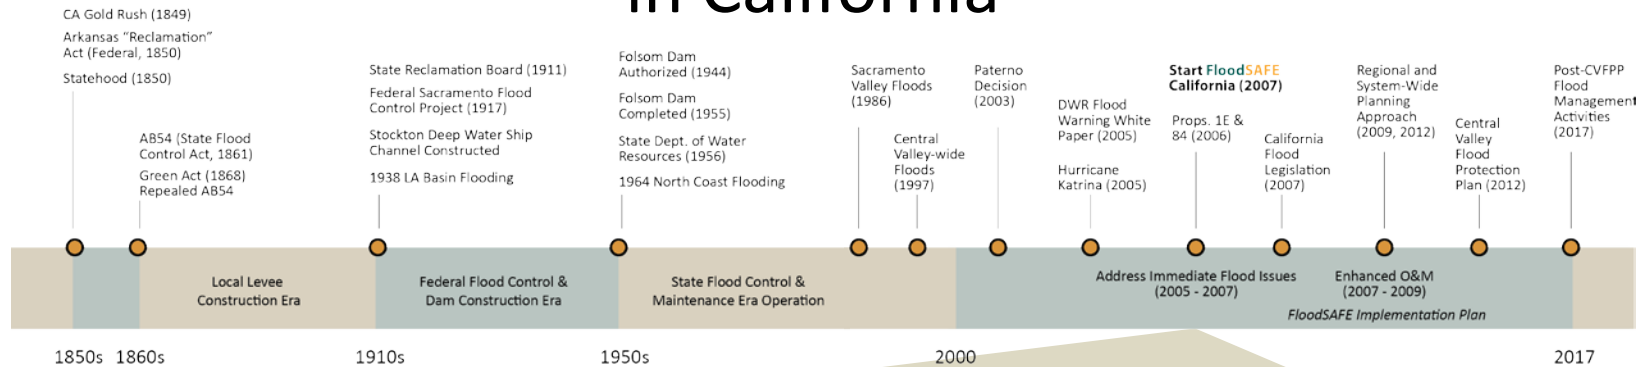 in California
CA Gold Rush (1849)
Arkansas “Reclamation”
Act (Federal, 1850)
Statehood (1850)
AB54 (State Flood
Control Act, 1861)
Green Act (1868)
Repealed AB54
State Reclamation Board (1911)
Federal Sacramento Flood
Control Project (1917)
Stockton Deep Water Ship
Channel Constructed
1938 LA Basin Flooding
Folsom Dam
Authorized (1944)
Folsom Dam
Completed (1955)
State Dept. of Water
Resources (1956)
1964 North Coast Flooding
Sacramento
Valley Floods
(1986)
Central
Valley-wide
Floods
(1997)
Paterno
Decision
(2003)
DWR Flood
Warning White
Paper (2005)
Hurricane
Katrina (2005)
Start FloodSAFE
California (2007)
Props. 1E &
84 (2006)
California
Flood
Legislation
(2007)
Regional and
System-Wide
Planning
Approach
(2009, 2012)
Central
Valley
Flood
Protection
Plan (2012)
Post-CVFPP
Flood
Management
Activities
(2017)
Local Levee
Construction Era
Federal Flood Control &
Dam Construction Era
State Flood Control &
Maintenance Era Operation
Address Immediate Flood Issues
(2005 - 2007)
Enhanced O&M
(2007 - 2009)
FloodSAFE Implementation Plan
1850s 1860s 1910s 1950s 2000 2017